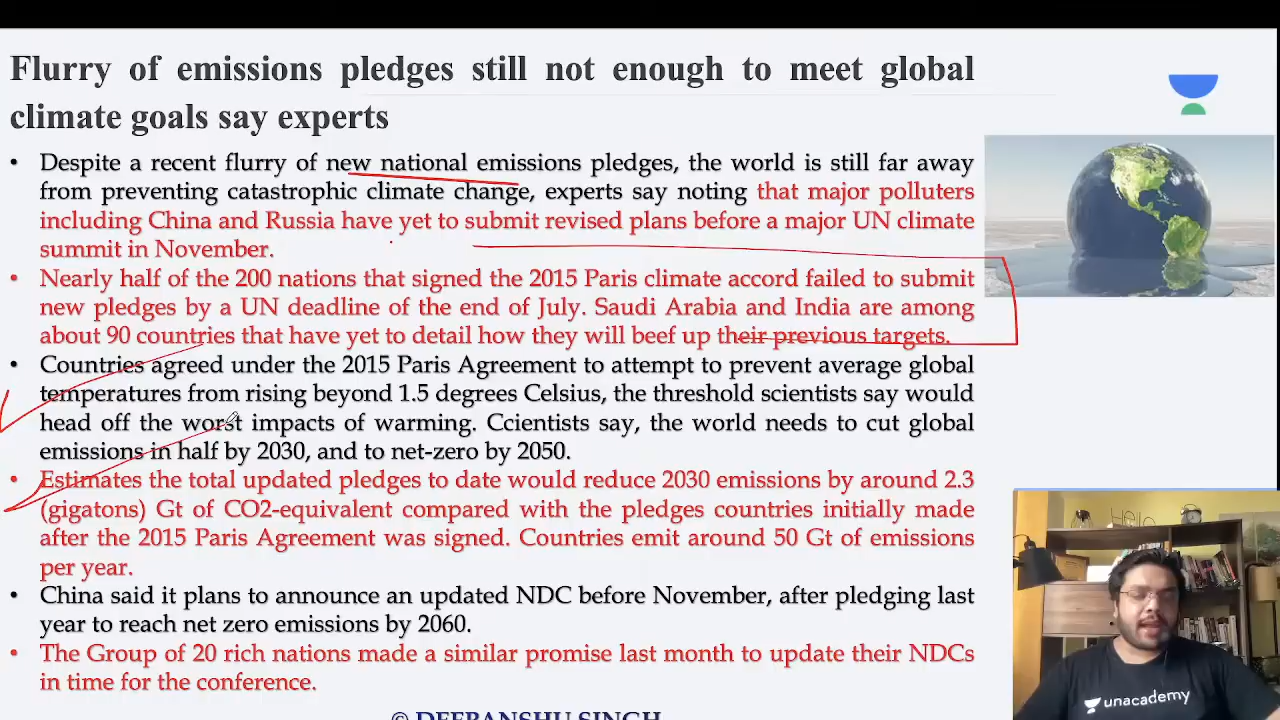 Flurry of emissions pledges still not enough to meet global
climate goals say experts
• Despite a recent flurry of new national emissions pledges, the world is still far away
from preventing catastrophic climate change, experts say noting that major polluters
including China and Russia have yet to submit revised plans before a major UN climate
summit in November.
• Nearly half of the 200 nations that signed the 2015 Paris climate accord failed to submit
new pledges by a UN deadline of the end of July. Saudi Arabia and India are among
about 90 countries that have yet to detail how they will beef up their previous targets.
• Countries agreed under the 2015 Paris Agreement to attempt to prevent average global
temperatures from rising beyond 1.5 degrees Celsius, the threshold scientists say would
head off the worst impacts of warming. Ccientists say, the world needs to cut global
emissions in half by 2030, and to net-zero by 2050.
• Estimates the total updated pledges to date would reduce 2030 emissions by around 2.3
(gigatons) Gt of CO2-equivalent compared with the pledges countries initially made
after the 2015 Paris Agreement was signed. Countries emit around 50 Gt of emissions
per year.
• China said it plans to announce an updated NDC before November, after pledging last
year to reach net zero emissions by 2060.
• The Group of 20 rich nations made a similar promise last month to update their NDCs
in time for the conference.
© DEEPANSHU SINGH
Hello
unacademy